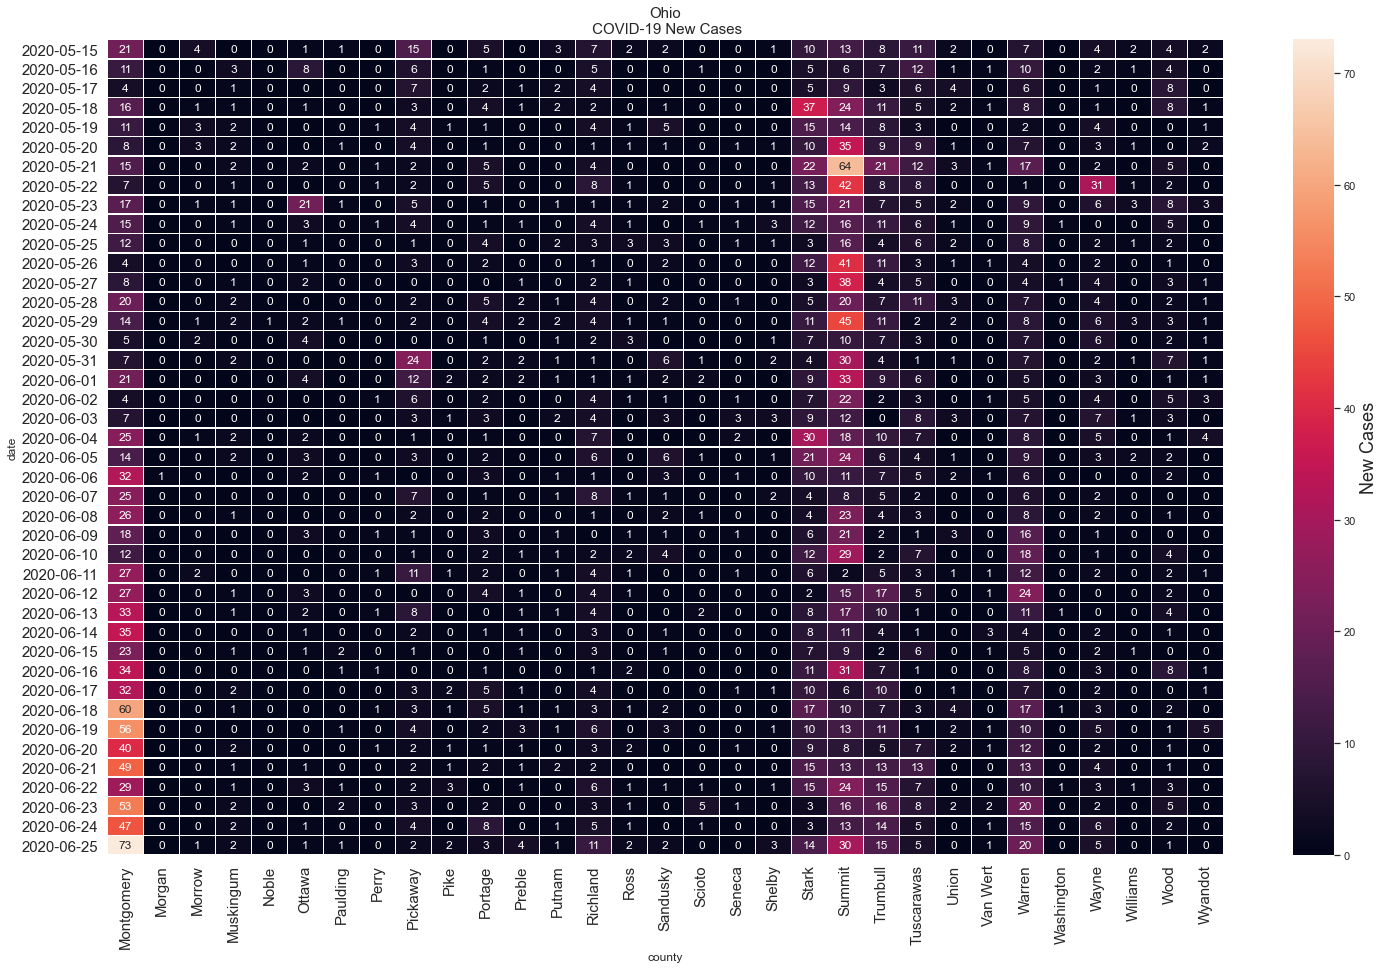 Ohio
COVID-19 New Cases
2020-05-15 21 0 4 0 0 1 1 0 15 0 5 0 3 7 2 2 0 0 1 10 13 8 11 2 0 7 0 4 2 4 2
2020-05-16 11 0 0 3 0 8 0 0 6 0 1 0 0 5 0 0 1 0 0 5 6 7 12 1 1 10 0 2 1 4 0
2020-05-17 4 0 0 1 0 0 0 0 7 0 2 1 2 4 0 0 0 0 0 5 9 3 6 4 0 6 0 1 0 8 0
2020-05-18 16 0 1 1 0 1 0 0 3 0 4 1 2 2 0 1 0 0 0 37 24 11 5 2 1 8 0 1 0 8 1
2020-05-19 11 0 3 2 0 0 0 1 4 1 1 0 0 4 1 5 0 0 0 15 14 8 3 0 0 2 0 4 0 0 1
2020-05-20 8 0 3 2 0 0 1 0 4 0 1 0 0 1 1 1 0 1 1 10 35 9 9 1 0 7 0 3 1 0 2
2020-05-21 15 0 0 2 0 2 0 1 2 0 5 0 0 4 0 0 0 0 0 22 64 21 12 3 1 17 0 2 0 5 0
2020-05-22 7 0 0 1 0 0 0 1 2 0 5 0 0 8 1 0 0 0 1 13 42 8 8 0 0 1 0 31 1 2 0
2020-05-23 17 0 1 1 0 21 1 0 5 0 1 0 1 1 1 2 0 1 1 15 21 7 5 2 0 9 0 6 3 8 3
2020-05-24 15 0 0 1 0 3 0 1 4 0 1 1 0 4 1 0 1 1 3 12 16 11 6 1 0 9 1 0 0 5 0
2020-05-25 12 0 0 0 0 1 0 0 1 0 4 0 2 3 3 3 0 1 1 3 16 4 6 2 0 8 0 2 1 2 0
2020-05-26 4 0 0 0 0 1 0 0 3 0 2 0 0 1 0 2 0 0 0 12 41 11 3 1 1 4 0 2 0 1 0
2020-05-27 8 0 0 1 0 2 0 0 0 0 0 1 0 2 1 0 0 0 0 3 38 4 5 0 0 4 1 4 0 3 1
2020-05-28 20 0 0 2 0 0 0 0 2 0 5 2 1 4 0 2 0 1 0 5 20 7 11 3 0 7 0 4 0 2 1
2020-05-29 14 0 1 2 1 2 1 0 2 0 4 2 2 4 1 1 0 0 0 11 45 11 2 2 0 8 0 6 3 3 1
2020-05-30 5 0 2 0 0 4 0 0 0 0 1 0 1 2 3 0 0 0 1 7 10 7 3 0 0 7 0 6 0 2 1
2020-05-31 7 0 0 2 0 0 0 0 24 0 2 2 1 1 0 6 1 0 2 4 30 4 1 1 0 7 0 2 1 7 1
2020-06-01 21 0 0 0 0 4 0 0 12 2 2 2 1 1 1 2 2 0 0 9 33 9 6 0 0 5 0 3 0 1 1
2020-06-02 4 0 0 0 0 0 0 1 6 0 2 0 0 4 1 1 0 1 0 7 22 2 3 0 1 5 0 4 0 5 3
2020-06-03 7 0 0 0 0 0 0 0 3 1 3 0 2 4 0 3 0 3 3 9 12 0 8 3 0 7 0 7 1 3 0
2020-06-04 25 0 1 2 0 2 0 0 1 0 1 0 0 7 0 0 0 2 0 30 18 10 7 0 0 8 0 5 0 1 4
2020-06-05 14 0 0 2 0 3 0 0 3 0 2 0 0 6 0 6 1 0 1 21 24 6 4 1 0 9 0 3 2 2 0
2020-06-06 32 1 0 0 0 2 0 1 0 0 3 0 1 1 0 3 0 1 0 10 11 7 5 2 1 6 0 0 0 2 0
2020-06-07 25 0 0 0 0 0 0 0 7 0 1 0 1 8 1 1 0 0 2 4 8 5 2 0 0 6 0 2 0 0 0
2020-06-08 26 0 0 1 0 0 0 0 2 0 2 0 0 1 0 2 1 0 0 4 23 4 3 0 0 8 0 2 0 1 0
2020-06-09 18 0 0 0 0 3 0 1 1 0 3 0 1 0 1 1 0 1 0 6 21 2 1 3 0 16 0 1 0 0 0
2020-06-10 12 0 0 0 0 0 0 0 1 0 2 1 1 2 2 4 0 0 0 12 29 2 7 0 0 18 0 1 0 4 0
2020-06-11 27 0 2 0 0 0 0 1 11 1 2 0 1 4 1 0 0 1 0 6 2 5 3 1 1 12 0 2 0 2 1
2020-06-12 27 0 0 1 0 3 0 0 0 0 4 1 0 4 1 0 0 0 0 2 15 17 5 0 1 24 0 0 0 2 0
2020-06-13 33 0 0 1 0 2 0 1 8 0 0 1 1 4 0 0 2 0 0 8 17 10 1 0 0 11 1 0 0 4 0
2020-06-14 35 0 0 0 0 1 0 0 2 0 1 1 0 3 0 1 0 0 0 8 11 4 1 0 3 4 0 2 0 1 0
2020-06-15 23 0 0 1 0 1 2 0 1 0 0 1 0 3 0 1 0 0 0 7 9 2 6 0 1 5 0 2 1 0 0
2020-06-16 34 0 0 0 0 0 1 1 0 0 1 0 0 1 2 0 0 0 0 11 31 7 1 0 0 8 0 3 0 8 1
2020-06-17 32 0 0 2 0 0 0 0 3 2 5 1 0 4 0 0 0 1 1 10 6 10 0 1 0 7 0 2 0 0 1
2020-06-18 60 0 0 1 0 0 0 1 3 1 5 1 1 3 1 2 0 0 0 17 10 7 3 4 0 17 1 3 0 2 0
2020-06-19 56 0 0 0 0 0 1 0 4 0 2 3 1 6 0 3 0 0 1 10 13 11 1 2 1 10 0 5 0 1 5
2020-06-20 40 0 0 2 0 0 0 1 2 1 1 1 0 3 2 0 0 1 0 9 8 5 7 2 1 12 0 2 0 1 0
2020-06-21 49 0 0 1 0 1 0 0 2 1 2 1 2 2 0 0 0 0 0 15 13 13 13 0 0 13 0 4 0 1 0
2020-06-22 29 0 0 1 0 3 1 0 2 3 0 1 0 6 1 1 1 0 1 15 24 15 7 0 0 10 1 3 1 3 0
2020-06-23 53 0 0 2 0 0 2 0 3 0 2 0 0 3 1 0 5 1 0 3 16 16 8 2 2 20 0 2 0 5 0
2020-06-24 47 0 0 2 0 1 0 0 4 0 8 0 1 5 1 0 1 0 0 3 13 14 5 0 1 15 0 6 0 2 0
2020-06-25 73 0 1 2 0 1 1 0 2 2 3 4 1 11 2 2 0 0 3 14 30 15 5 0 1 20 0 5 0 1 0
Montgomery Morgan Morrow Muskingum Noble Ottawa Paulding Perry Pickaway Pike Portage Preble Putnam Richland Ross Sandusky Scioto Seneca Shelby Stark Summit Trumbull Tuscarawas Union Van Wert Warren Washington Wayne Williams Wood Wyandot
county
date
70
60
50
40
30
20
10
0
New Cases